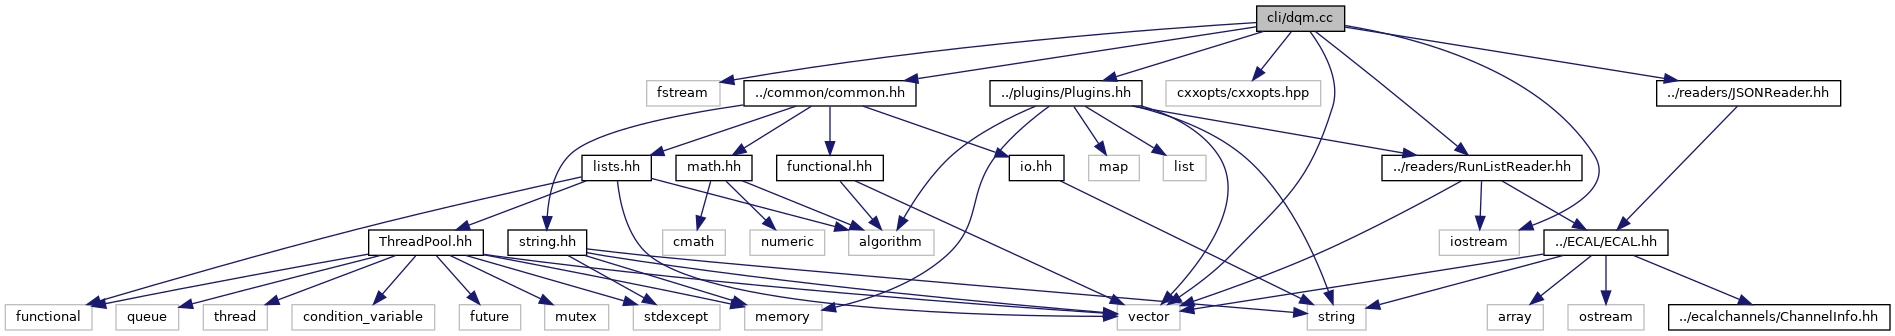 cli/dqm.cc
fstream
../common/common.hh
../plugins/Plugins.hh
cxxopts/cxxopts.hpp
../readers/JSONReader.hh
lists.hh
math.hh
functional.hh
io.hh
map
list
../readers/RunListReader.hh
ThreadPool.hh
string.hh
cmath
numeric
algorithm
iostream
../ECAL/ECAL.hh
functional
queue
thread
condition_variable
future
mutex
stdexcept
memory
vector
string
array
ostream
../ecalchannels/ChannelInfo.hh